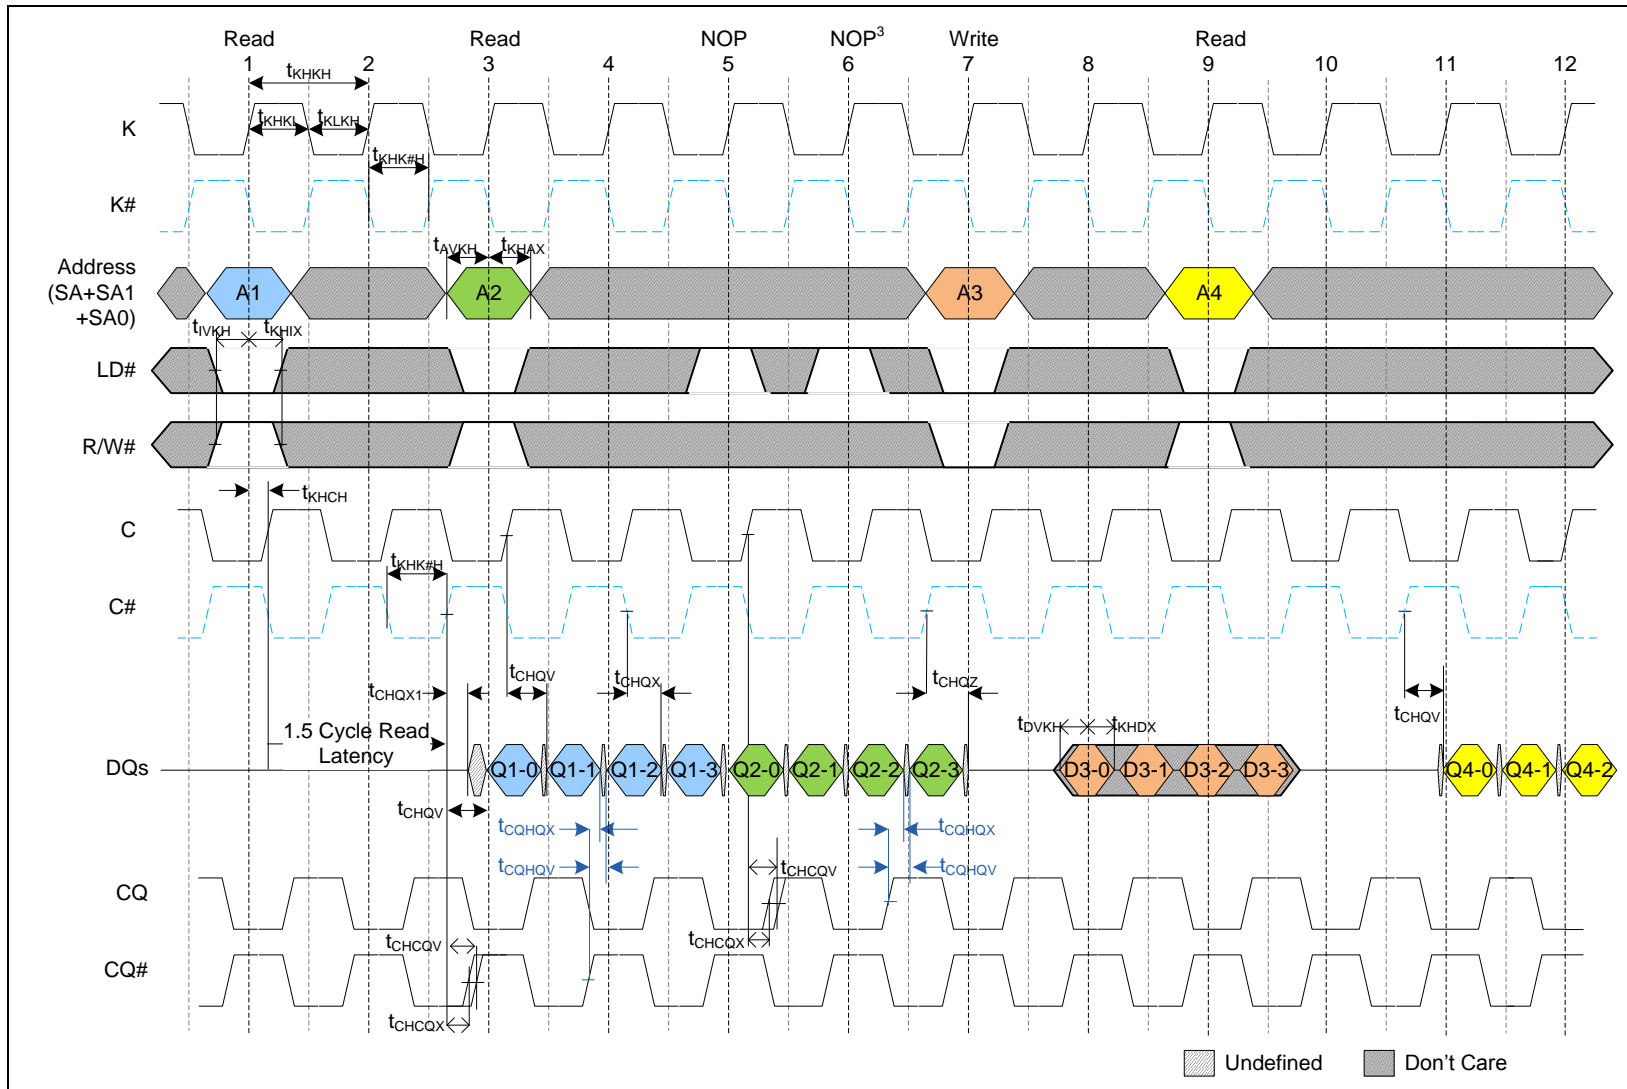 Read Read NOP NOP3 Write Read
1 2 3 4 5 6 7 8 9 10 11 12
tKHKH
K
tKHKL tKLKH
tKHK#H
K#
tAVKH tKHAX
Address
(SA+SA1
+SA0)
A1 A2 A3 A4
tIVKH tKHIX
LD#
R/W#
tKHCH
C
tKHK#H
C#
tCHQX1 tCHQV tCHQX tCHQZ tCHQV
1.5 Cycle Read
Latency
tDVKH tKHDX
DQs
Q1-0 Q1-1 Q1-2 Q1-3 Q2-0 Q2-1 Q2-2 Q2-3 D3-0 D3-1 D3-2 D3-3 Q4-0 Q4-1 Q4-2
tCHQV
tCQHQX tCQHQX
tCQHQV tCHCQV tCQHQV
CQ
tCHCQV tCHCQX
CQ#
tCHCQX
Undefined Don't Care